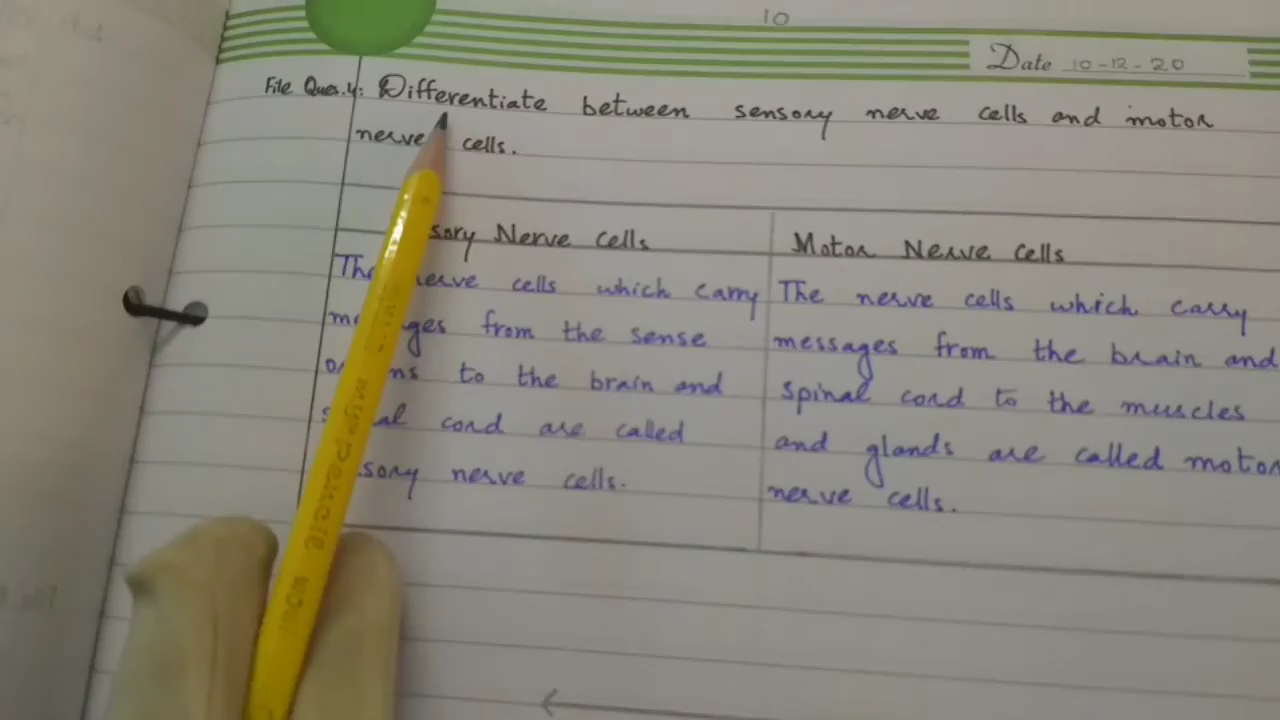 10
Date 10-12-20
File Ques.4: Differentiate between sensory nerve cells and motor
nerve cells.
Nerve Cells
Motor Nerve Cells
nerve cells which carry
from the sense
to the brain and
cord are called
nerve cells.
The nerve cells which carry
messages from the brain and
spinal cord to the muscles
and glands are called motor
nerve cells.